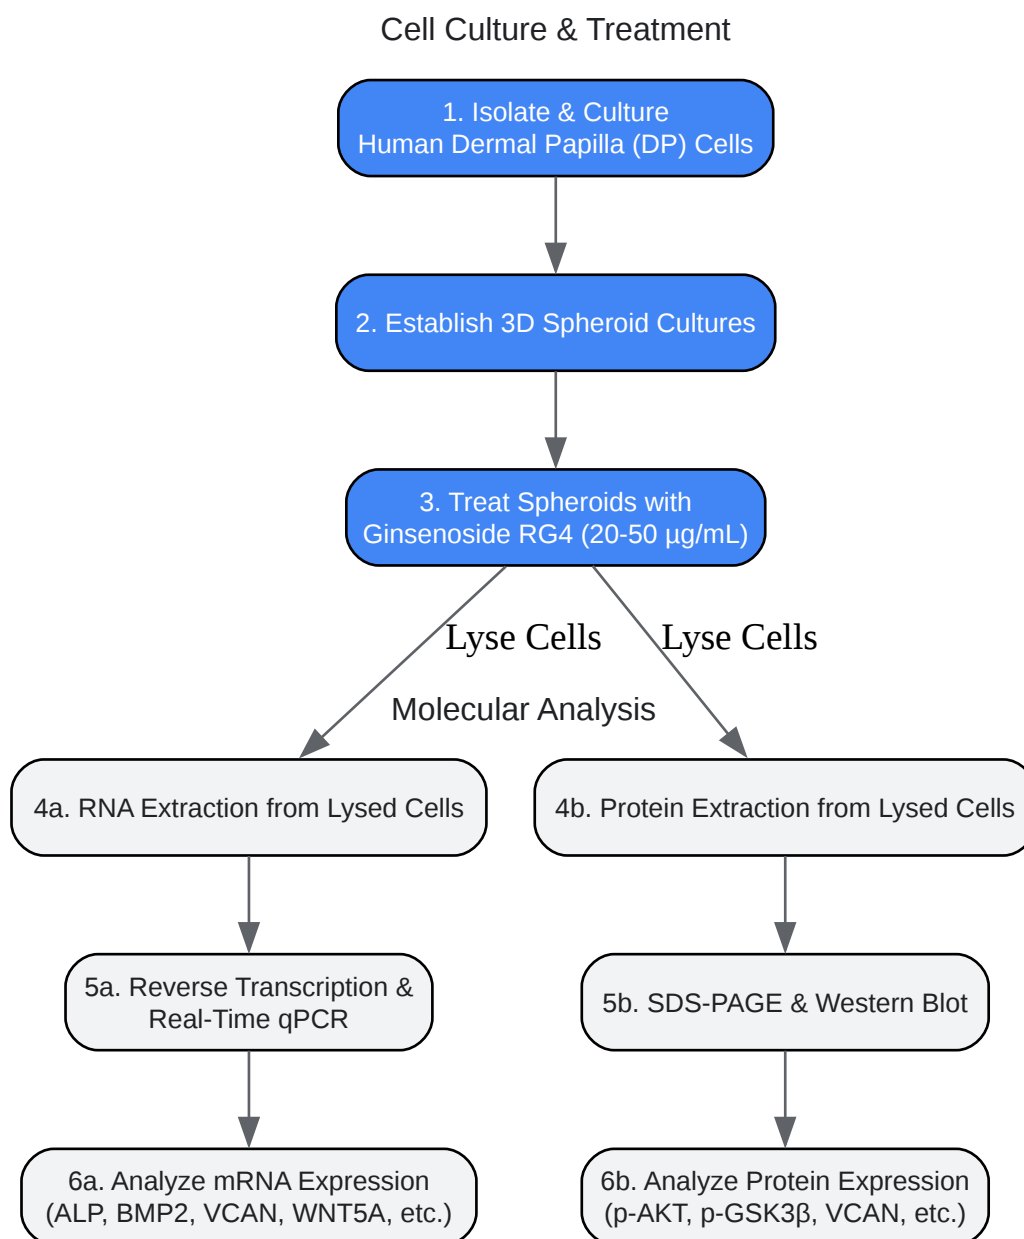 Cell Culture & Treatment
1. Isolate & Culture
Human Dermal Papilla (DP) Cells
2. Establish 3D Spheroid Cultures
3. Treat Spheroids with
Ginsenoside RG4 (20-50 µg/mL)
Lyse Cells
Lyse Cells
Molecular Analysis
4a. RNA Extraction from Lysed Cells
4b. Protein Extraction from Lysed Cells
5a. Reverse Transcription &
Real-Time qPCR
5b. SDS-PAGE & Western Blot
6a. Analyze mRNA Expression
(ALP, BMP2, VCAN, WNT5A, etc.)
6b. Analyze Protein Expression
(p-AKT, p-GSK3β, VCAN, etc.)